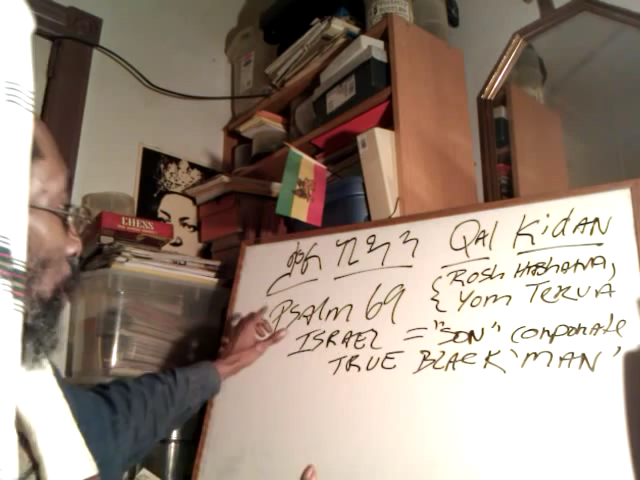 CHESS
ቃል ኪዳን Qal KidAN
Psalm 69 { Rosh HASHANA,
Yom TERUA
ISRAEL = "SON" corporate
TRUE BLACK 'MAN'